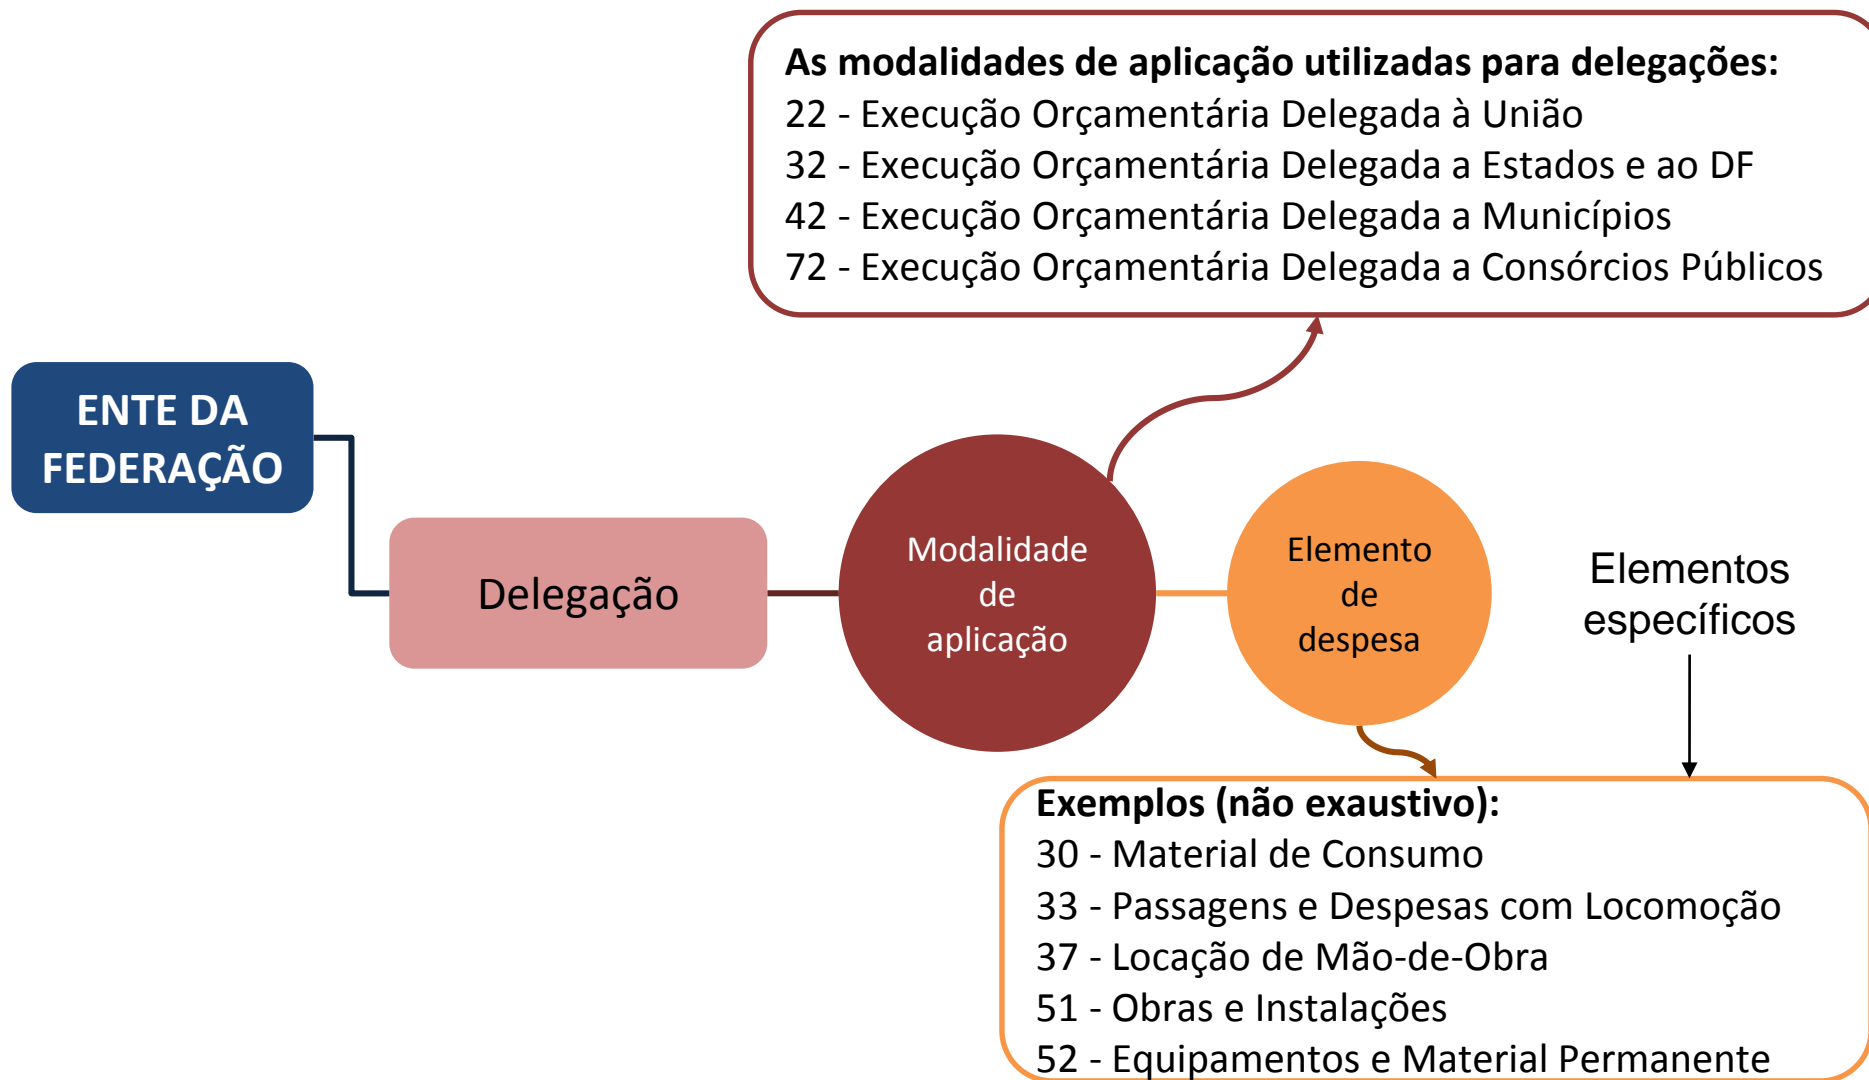 As modalidades de aplicação utilizadas para delegações:
22 - Execução Orçamentária Delegada à União
32 - Execução Orçamentária Delegada a Estados e ao DF
42 - Execução Orçamentária Delegada a Municípios
72 - Execução Orçamentária Delegada a Consórcios Públicos
ENTE DA
FEDERAÇÃO
Delegação
Modalidade
de
aplicação
Elemento
de
despesa
Elementos
específicos
Exemplos (não exaustivo):
30 - Material de Consumo
33 - Passagens e Despesas com Locomoção
37 - Locação de Mão-de-Obra
51 - Obras e Instalações
52 - Equipamentos e Material Permanente